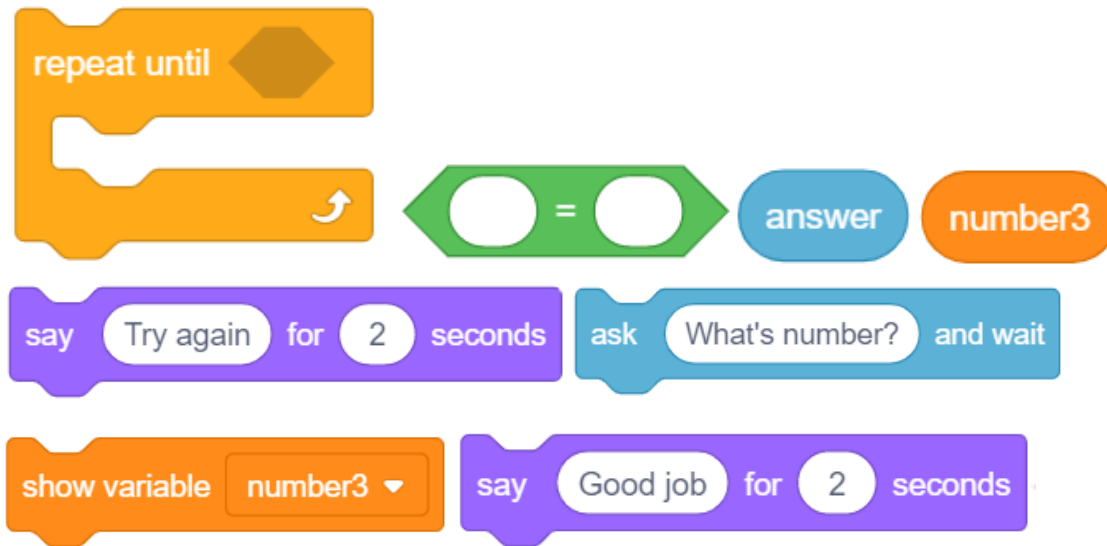 repeat until
= answer number3
say Try again for 2 seconds ask What's number? and wait
show variable number3 say Good job for 2 seconds